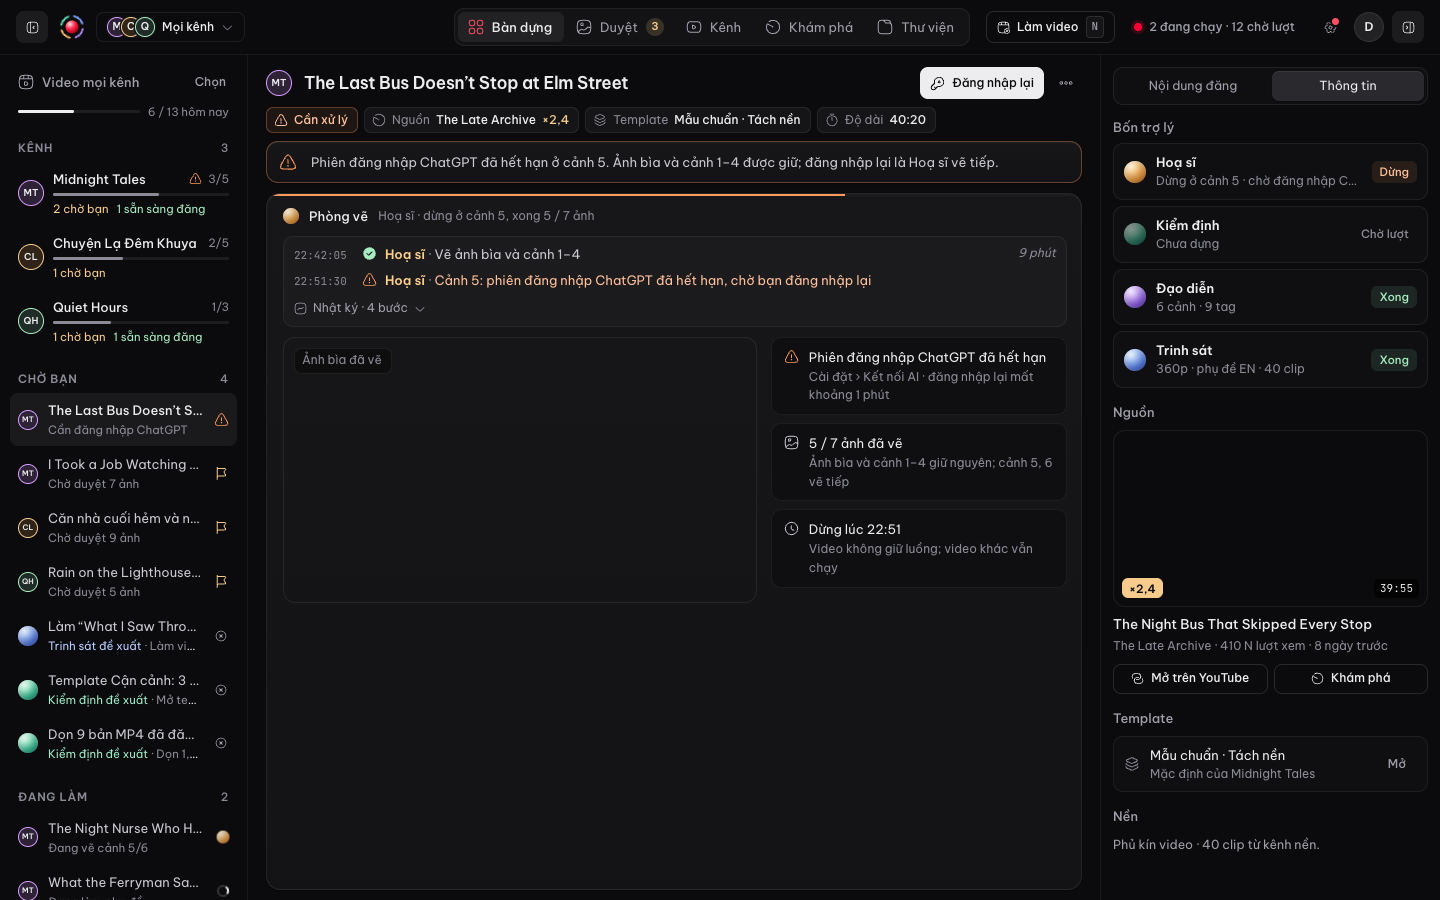 M C Q Mọi kênh
Bàn dựng
Duyệt 3
Kênh
Khám phá
Thư viện
Làm video N
2 đang chạy · 12 chờ lượt
D
Video mọi kênh Chọn
6 / 13 hôm nay
KÊNH 3
MT Midnight Tales 3/5
2 chờ bạn 1 sẵn sàng đăng
CL Chuyện Lạ Đêm Khuya 2/5
1 chờ bạn
QH Quiet Hours 1/3
1 chờ bạn 1 sẵn sàng đăng
CHỜ BẠN 4
MT The Last Bus Doesn’t S...
Cần đăng nhập ChatGPT
MT I Took a Job Watching ...
Chờ duyệt 7 ảnh
CL Căn nhà cuối hẻm và n...
Chờ duyệt 9 ảnh
QH Rain on the Lighthouse...
Chờ duyệt 5 ảnh
Làm “What I Saw Thro...
Trinh sát đề xuất · Làm vi...
Template Cận cảnh: 3 ...
Kiểm định đề xuất · Mở te...
Dọn 9 bản MP4 đã đă...
Kiểm định đề xuất · Dọn 1,...
ĐANG LÀM 2
MT The Night Nurse Who H...
Đang vẽ cảnh 5/6
MT What the Ferryman Sa...
MT The Last Bus Doesn’t Stop at Elm Street
Đăng nhập lại
Cần xử lý
Nguồn The Late Archive ×2,4
Template Mẫu chuẩn · Tách nền
Độ dài 40:20
Phiên đăng nhập ChatGPT đã hết hạn ở cảnh 5. Ảnh bìa và cảnh 1–4 được giữ; đăng nhập lại là Hoạ sĩ vẽ tiếp.
Phòng vẽ Hoạ sĩ · dừng ở cảnh 5, xong 5 / 7 ảnh
22:42:05 Hoạ sĩ · Vẽ ảnh bìa và cảnh 1–4 9 phút
22:51:30 Hoạ sĩ · Cảnh 5: phiên đăng nhập ChatGPT đã hết hạn, chờ bạn đăng nhập lại
Nhật ký · 4 bước
Ảnh bìa đã vẽ
Phiên đăng nhập ChatGPT đã hết hạn
Cài đặt › Kết nối AI · đăng nhập lại mất
khoảng 1 phút
5 / 7 ảnh đã vẽ
Ảnh bìa và cảnh 1–4 giữ nguyên; cảnh 5, 6
vẽ tiếp
Dừng lúc 22:51
Video không giữ luồng; video khác vẫn
chạy
Nội dung đăng
Thông tin
Bốn trợ lý
Hoạ sĩ
Dừng ở cảnh 5 · chờ đăng nhập C...
Dừng
Kiểm định
Chưa dựng
Chờ lượt
Đạo diễn
6 cảnh · 9 tag
Xong
Trinh sát
360p · phụ đề EN · 40 clip
Xong
Nguồn
×2,4
39:55
The Night Bus That Skipped Every Stop
The Late Archive · 410 N lượt xem · 8 ngày trước
Mở trên YouTube
Khám phá
Template
Mẫu chuẩn · Tách nền
Mặc định của Midnight Tales
Mở
Nền
Phủ kín video · 40 clip từ kênh nền.